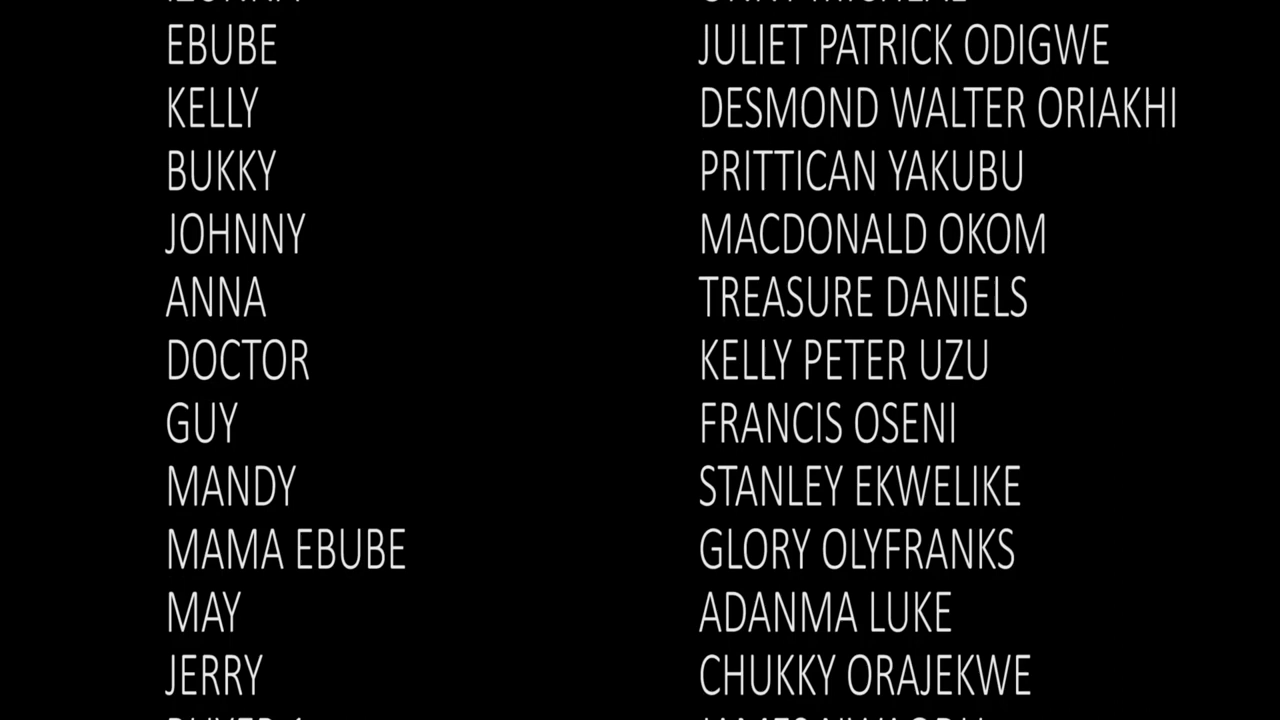 EBUBE JULIET PATRICK ODIGWE
KELLY DESMOND WALTER ORIAKHI
BUKKY PRITTICAN YAKUBU
JOHNNY MACDONALD OKOM
ANNA TREASURE DANIELS
DOCTOR KELLY PETER UZU
GUY FRANCIS OSENI
MANDY STANLEY EKWELIKE
MAMA EBUBE GLORY OLYFRANKS
MAY ADANMA LUKE
JERRY CHUKKY ORAJEKWE